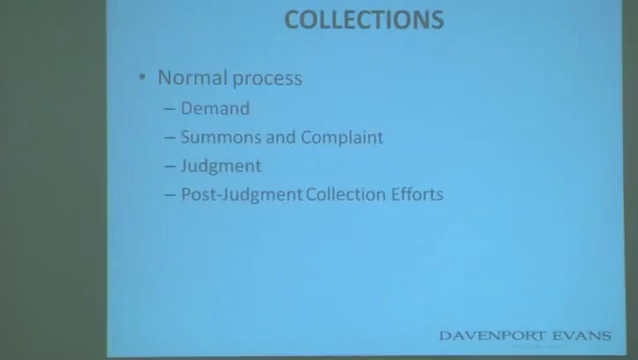 COLLECTIONS
• Normal process
– Demand
– Summons and Complaint
– Judgment
– Post-Judgment Collection Efforts
DAVENPORT EVANS